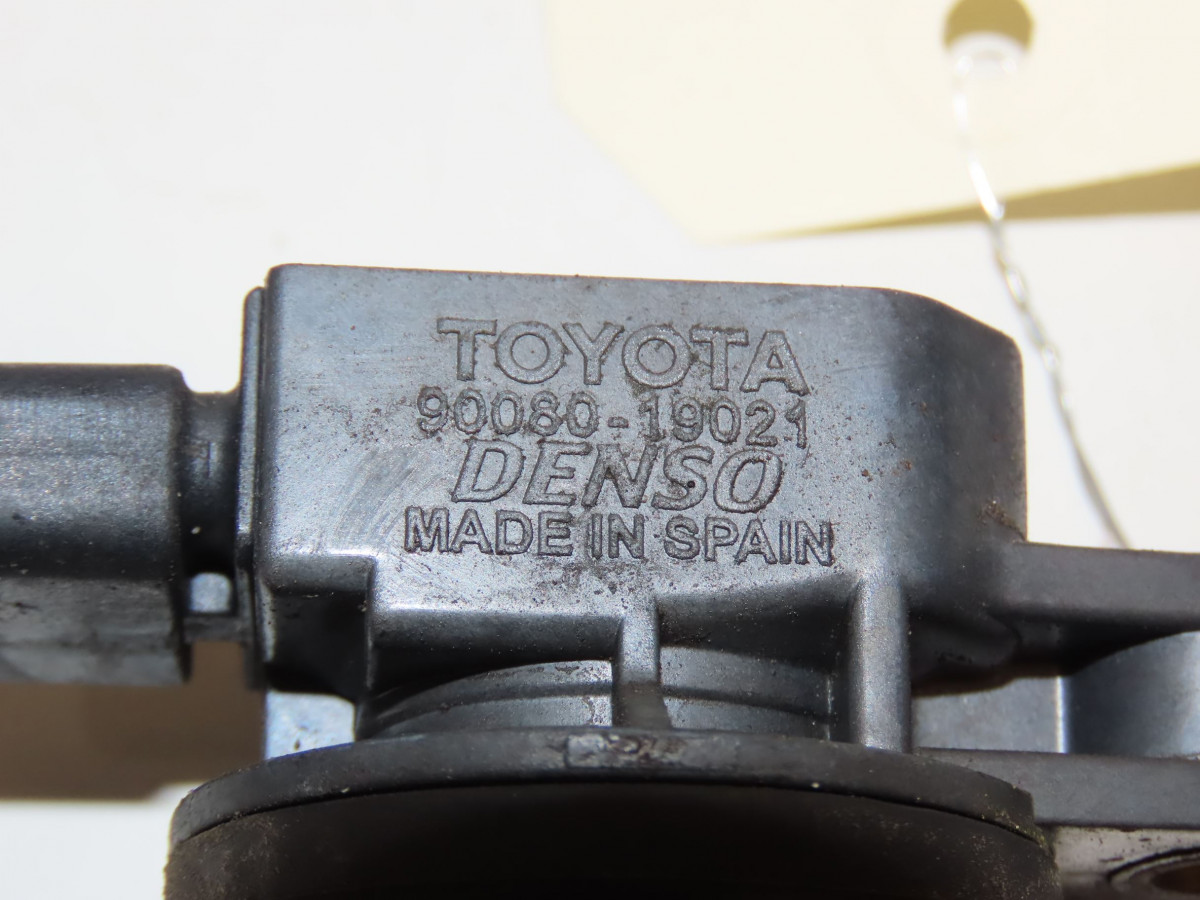 TOYOTA
90080-19021
DENSO
MADE IN SPAIN